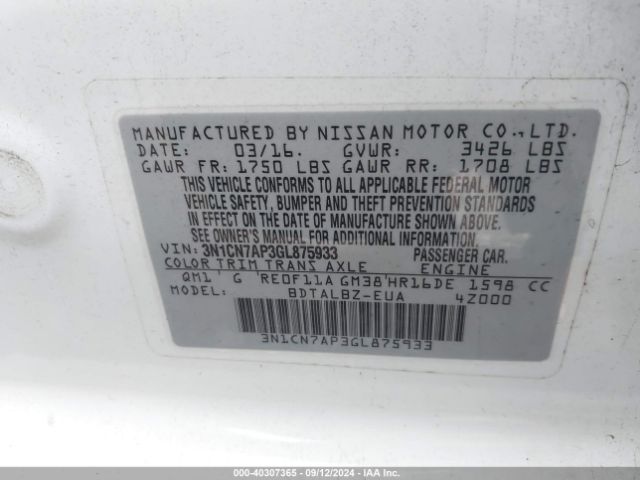 MANUFACTURED BY NISSAN MOTOR CO.,LTD.
DATE: 03/16. GVWR: 3426 LBS
GAWR FR: 1750 LBS GAWR RR: 1708 LBS
THIS VEHICLE CONFORMS TO ALL APPLICABLE FEDERAL MOTOR
VEHICLE SAFETY, BUMPER AND THEFT PREVENTION STANDARDS
IN EFFECT ON THE DATE OF MANUFACTURE SHOWN ABOVE.
SEE OWNER'S MANUAL FOR ADDITIONAL INFORMATION
VIN: 3N1CN7AP3GL875933 PASSENGER CAR.
COLOR TRIM TRANS AXLE ENGINE
QM1' G 'RE0F11A GM38'HR16DE 1598 CC
MODEL: BDTALBZ-EUA 4Z000
3N1CN7AP3GL875933
000-40307365 - 09/12/2024 - IAA Inc.